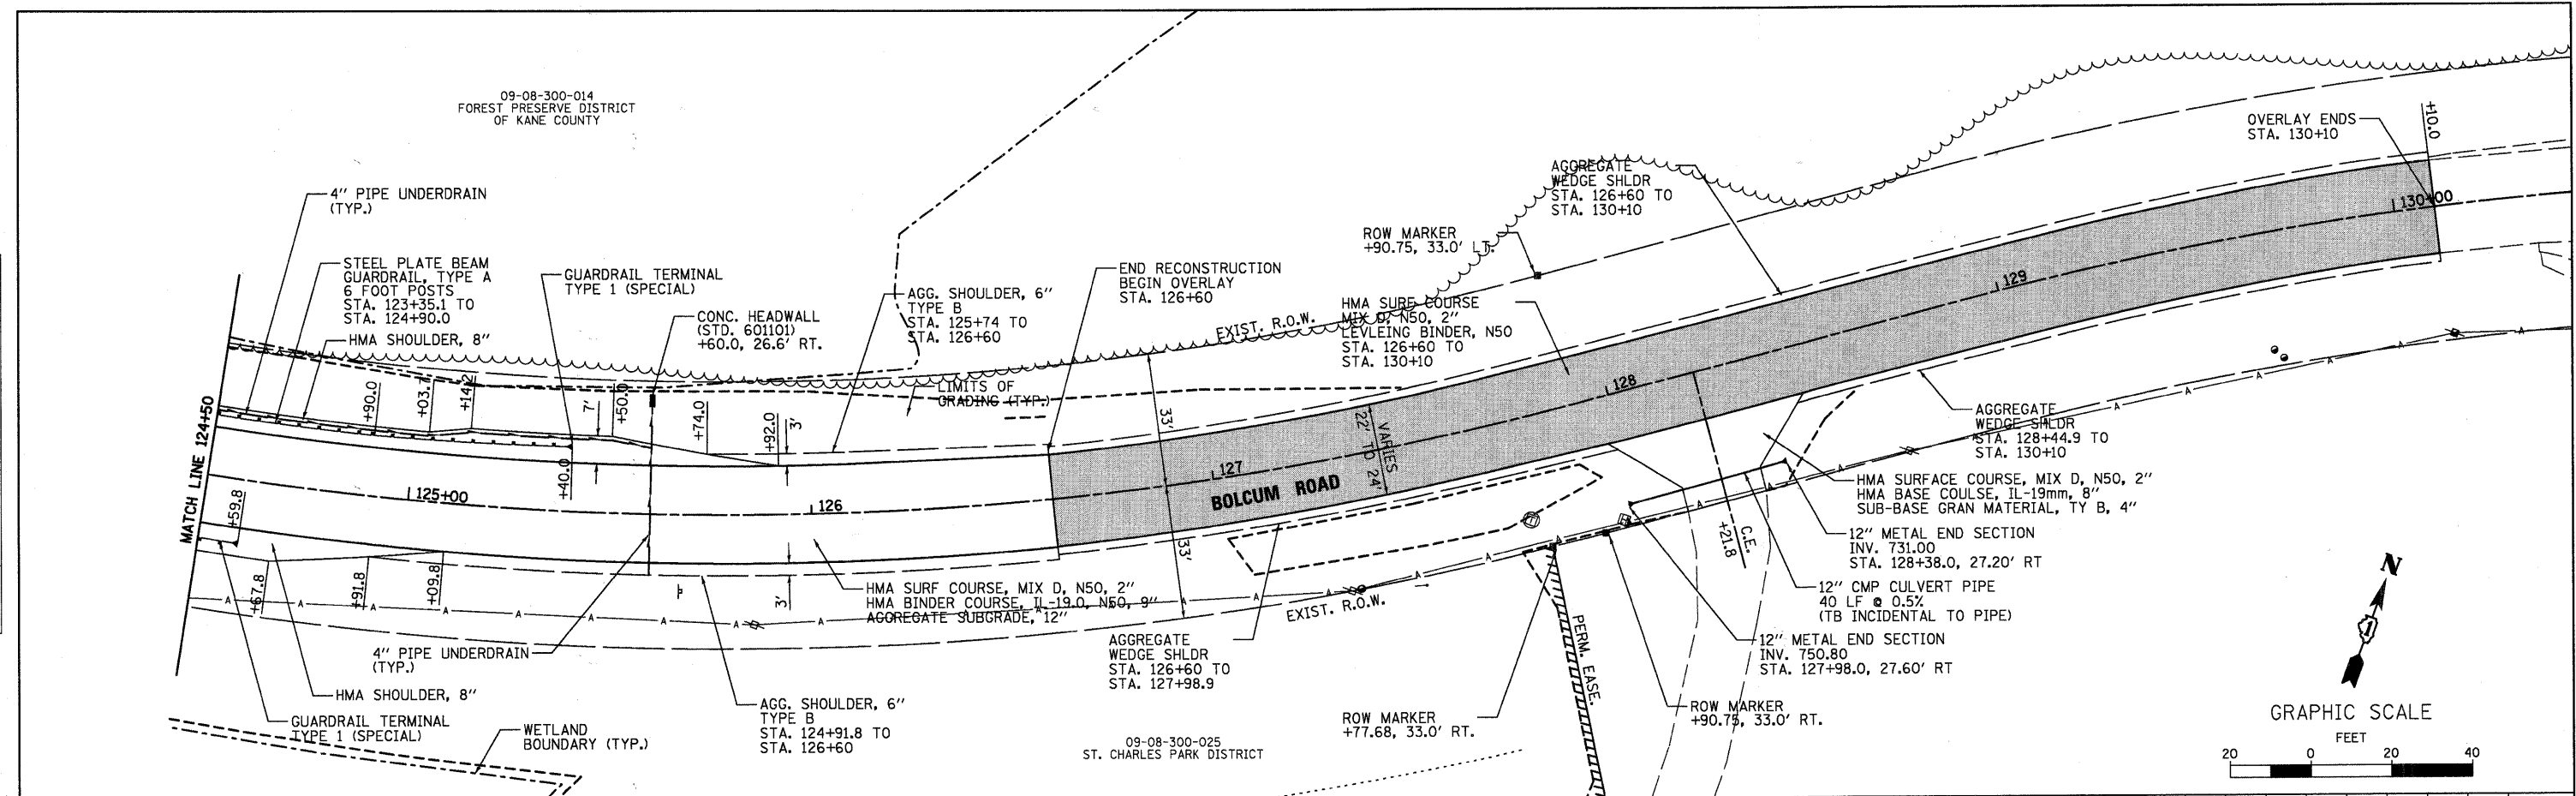 09-08-300-014
FOREST PRESERVE DISTRICT
OF KANE COUNTY
4" PIPE UNDERDRAIN
(TYP.)
STEEL PLATE BEAM
GUARDRAIL, TYPE A
6 FOOT POSTS
STA. 123+35.1 TO
STA. 124+90.0
HMA SHOULDER, 8"
GUARDRAIL TERMINAL
TYPE 1 (SPECIAL)
CONC. HEADWALL
(STD. 601101)
+60.0, 26.6' RT.
AGG. SHOULDER, 6"
TYPE B
STA. 125+74 TO
STA. 126+60
END RECONSTRUCTION
BEGIN OVERLAY
STA. 126+60
EXIST. R.O.W.
ROW MARKER
+90.75, 33.0' LT.
HMA SURF COURSE
MIX D, N50, 2"
LEVLEING BINDER, N50
STA. 126+60 TO
STA. 130+10
AGGREGATE
WEDGE SHLDR
STA. 126+60 TO
STA. 130+10
OVERLAY ENDS
STA. 130+10
+10.0
LIMITS OF
GRADING (TYP.)
MATCH LINE 124+50
+90.0
+03.7
+14.2
7'
+50.0
+74.0
+92.0
3'
+40.0
33'
VARIES
22' TO 24'
125+00
126
127
128
129
130+00
BOLCUM ROAD
+59.8
+67.8
+91.8
+09.8
3'
33'
C.E.
+21.8
HMA SURF COURSE, MIX D, N50, 2"
HMA BINDER COURSE, IL-19.0, N50, 9"
AGGREGATE SUBGRADE, 12"
A A A A A A A A A A A A A
EXIST. R.O.W.
AGGREGATE
WEDGE SHLDR
STA. 128+44.9 TO
STA. 130+10
HMA SURFACE COURSE, MIX D, N50, 2"
HMA BASE COULSE, IL-19mm, 8"
SUB-BASE GRAN MATERIAL, TY B, 4"
12" METAL END SECTION
INV. 731.00
STA. 128+38.0, 27.20' RT
12" CMP CULVERT PIPE
40 LF @ 0.5%
(TB INCIDENTAL TO PIPE)
12" METAL END SECTION
INV. 750.80
STA. 127+98.0, 27.60' RT
ROW MARKER
+90.75, 33.0' RT.
PERM. EASE.
ROW MARKER
+77.68, 33.0' RT.
AGGREGATE
WEDGE SHLDR
STA. 126+60 TO
STA. 127+98.9
4" PIPE UNDERDRAIN
(TYP.)
HMA SHOULDER, 8"
GUARDRAIL TERMINAL
TYPE 1 (SPECIAL)
WETLAND
BOUNDARY (TYP.)
AGG. SHOULDER, 6"
TYPE B
STA. 124+91.8 TO
STA. 126+60
09-08-300-025
ST. CHARLES PARK DISTRICT
N
GRAPHIC SCALE
FEET
20 0 20 40